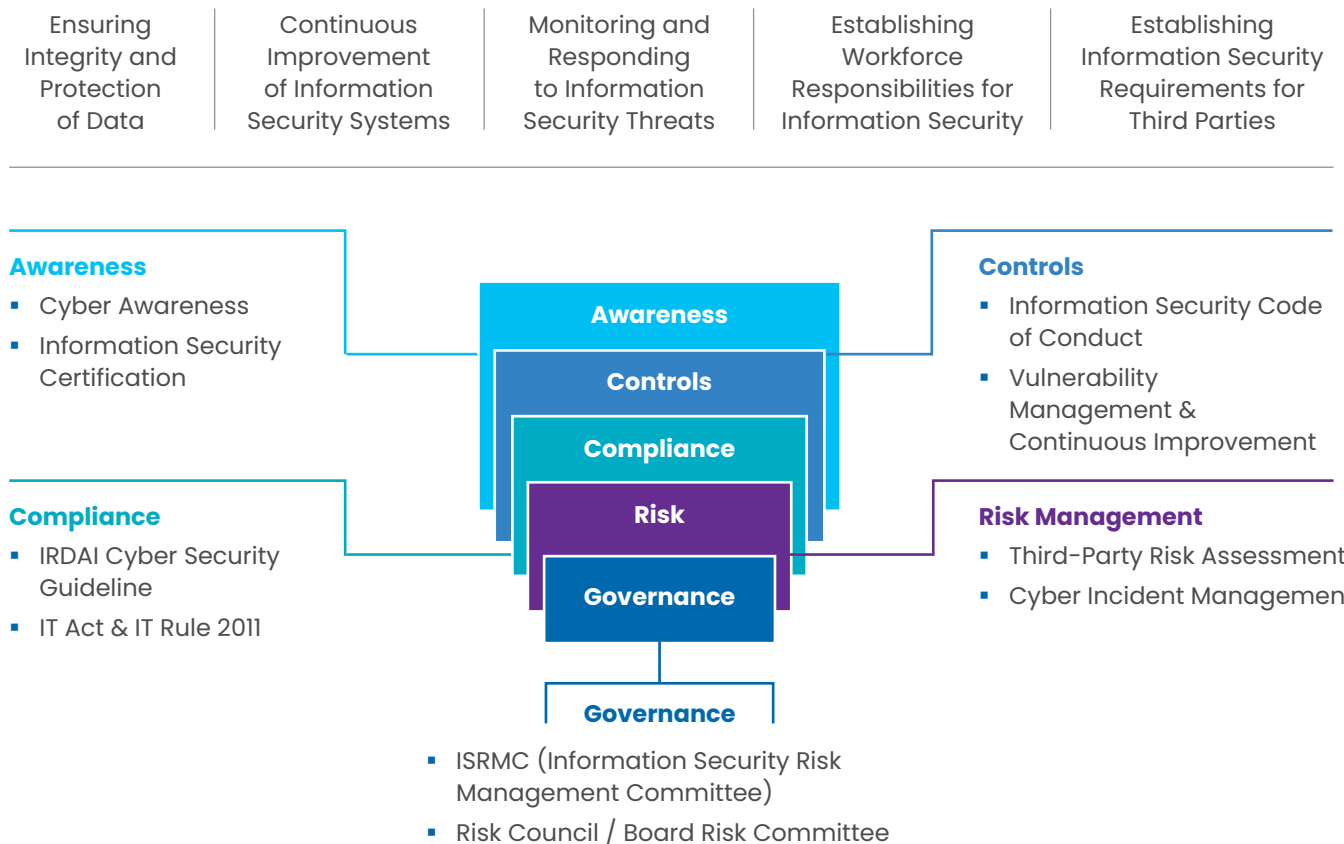 Ensuring
Integrity and
Protection
of Data
Continuous
Improvement
of Information
Security Systems
Monitoring and
Responding
to Information
Security Threats
Establishing
Workforce
Responsibilities for
Information Security
Establishing
Information Security
Requirements for
Third Parties
Awareness
▪ Cyber Awareness
▪ Information Security
Certification
Compliance
▪ IRDAI Cyber Security
Guideline
▪ IT Act & IT Rule 2011
Awareness
Controls
Compliance
Risk
Governance
Controls
▪ Information Security Code
of Conduct
▪ Vulnerability
Management &
Continuous Improvement
Risk Management
▪ Third-Party Risk Assessment
▪ Cyber Incident Managemen
Governance
▪ ISRMC (Information Security Risk
Management Committee)
▪ Risk Council / Board Risk Committee